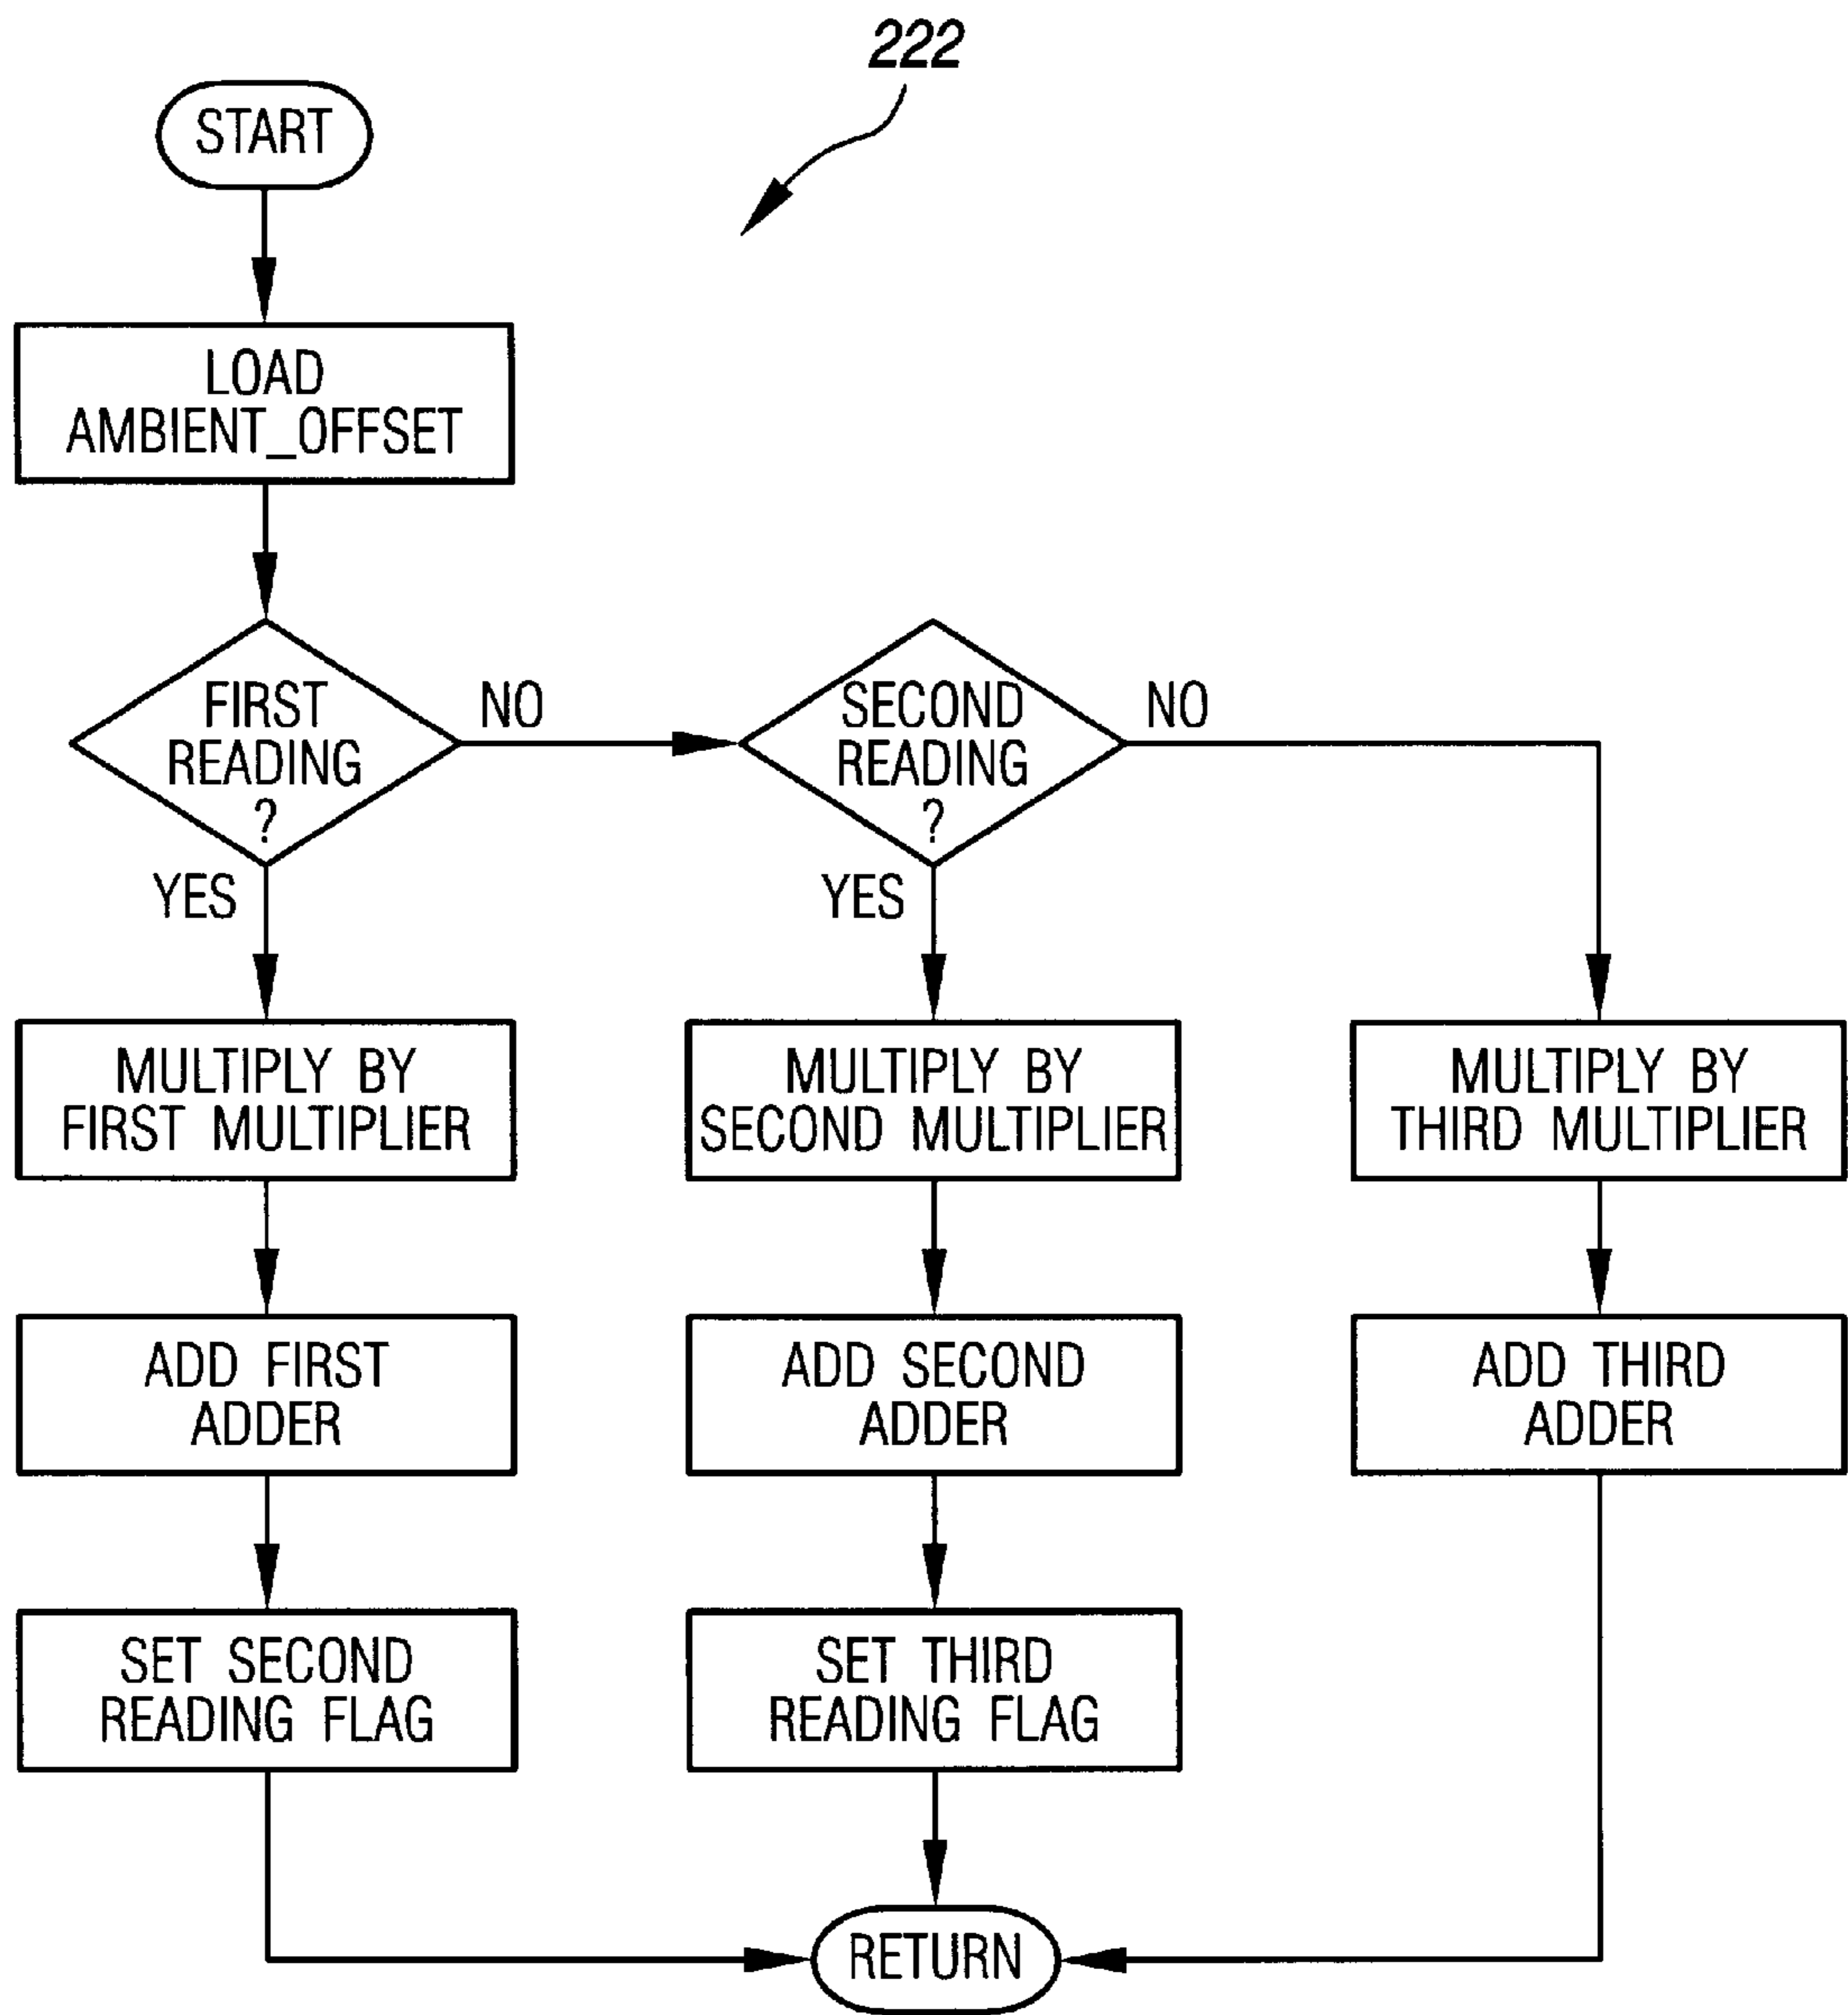 222
START
LOAD
AMBIENT_OFFSET
FIRST
READING
?
NO
SECOND
READING
?
NO
YES
YES
MULTIPLY BY
FIRST MULTIPLIER
MULTIPLY BY
SECOND MULTIPLIER
MULTIPLY BY
THIRD MULTIPLIER
ADD FIRST
ADDER
ADD SECOND
ADDER
ADD THIRD
ADDER
SET SECOND
READING FLAG
SET THIRD
READING FLAG
RETURN